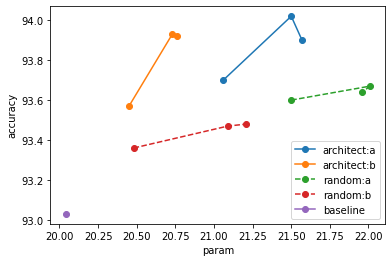 94.0
93.8
93.6
93.4
93.2
93.0
accuracy
20.00 20.25 20.50 20.75 21.00 21.25 21.50 21.75 22.00
param
architect:a
architect:b
random:a
random:b
baseline